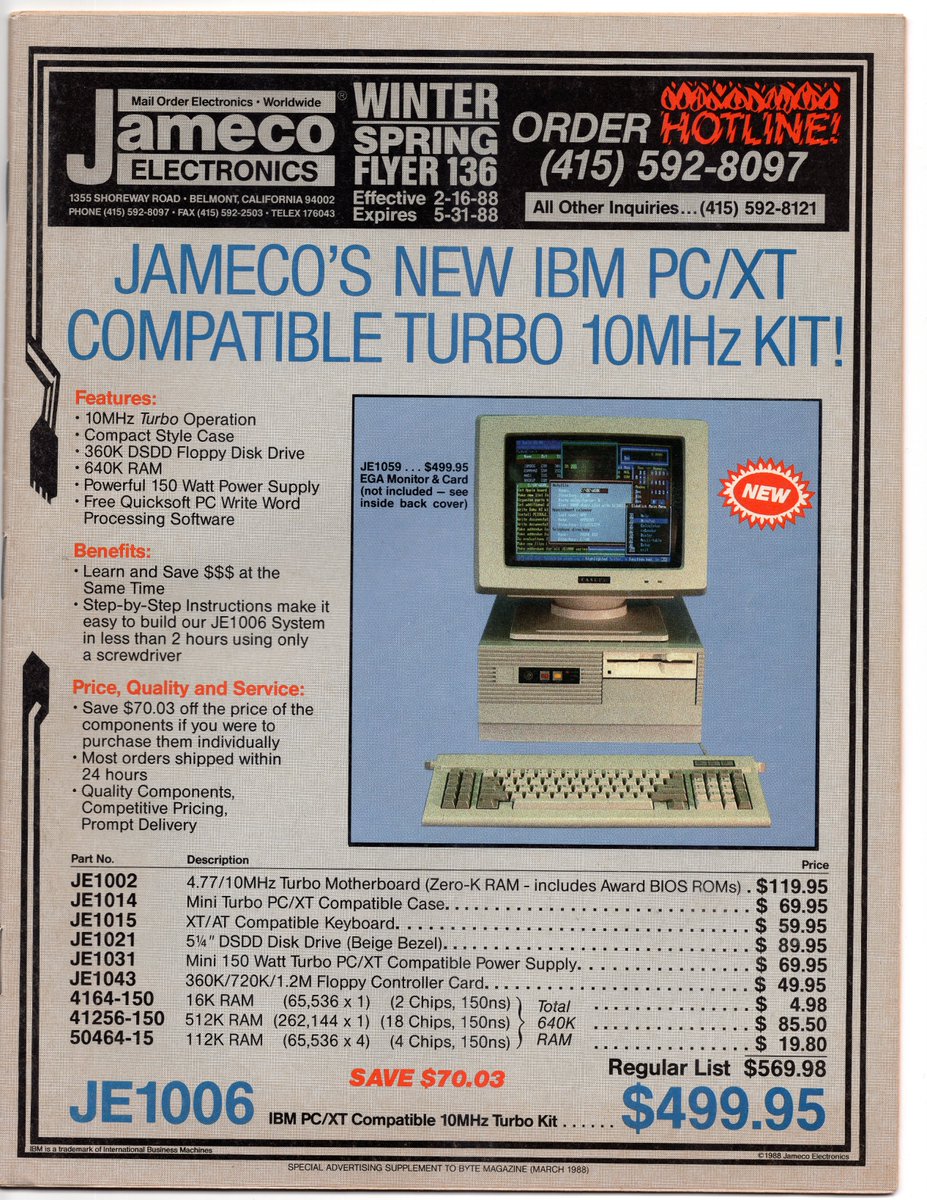 Mail Order Electronics • Worldwide
Jameco®
ELECTRONICS
1355 SHOREWAY ROAD • BELMONT, CALIFORNIA 94002
PHONE (415) 592-8097 • FAX (415) 592-2503 • TELEX 176043
WINTER
SPRING
FLYER 136
Effective 2-16-88
Expires 5-31-88
ORDER HOTLINE!
(415) 592-8097
All Other Inquiries...(415) 592-8121
JAMECO'S NEW IBM PC/XT
COMPATIBLE TURBO 10MHz KIT!
Features:
• 10MHz Turbo Operation
• Compact Style Case
• 360K DSDD Floppy Disk Drive
• 640K RAM
• Powerful 150 Watt Power Supply
• Free Quicksoft PC Write Word
Processing Software
Benefits:
• Learn and Save $$$ at the
Same Time
• Step-by-Step Instructions make it
easy to build our JE1006 System
in less than 2 hours using only
a screwdriver
Price, Quality and Service:
• Save $70.03 off the price of the
components if you were to
purchase them individually
• Most orders shipped within
24 hours
• Quality Components,
Competitive Pricing,
Prompt Delivery
JE1059 . . . $499.95
EGA Monitor & Card
(not included — see
inside back cover)
NEW
Part No. Description Price
JE1002 4.77/10MHz Turbo Motherboard (Zero-K RAM - includes Award BIOS ROMs) . $119.95
JE1014 Mini Turbo PC/XT Compatible Case. . . . . . . . . . . . . . . . . . . . . . . . . . . . . . . $ 69.95
JE1015 XT/AT Compatible Keyboard. . . . . . . . . . . . . . . . . . . . . . . . . . . . . . . . . . . . $ 59.95
JE1021 5¼" DSDD Disk Drive (Beige Bezel). . . . . . . . . . . . . . . . . . . . . . . . . . . . . . . $ 89.95
JE1031 Mini 150 Watt Turbo PC/XT Compatible Power Supply. . . . . . . . . . . . . . . . . $ 69.95
JE1043 360K/720K/1.2M Floppy Controller Card. . . . . . . . . . . . . . . . . . . . . . . . . . . $ 49.95
4164-150 16K RAM (65,536 x 1) (2 Chips, 150ns) Total . . . . . . . . . . . . . $ 4.98
41256-150 512K RAM (262,144 x 1) (18 Chips, 150ns) 640K . . . . . . . . . . . . . $ 85.50
50464-15 112K RAM (65,536 x 4) (4 Chips, 150ns) RAM . . . . . . . . . . . . . $ 19.80
Regular List $569.98
SAVE $70.03
JE1006 IBM PC/XT Compatible 10MHz Turbo Kit . . . . . . $499.95
IBM is a trademark of International Business Machines
©1988 Jameco Electronics
SPECIAL ADVERTISING SUPPLEMENT TO BYTE MAGAZINE (MARCH 1988)